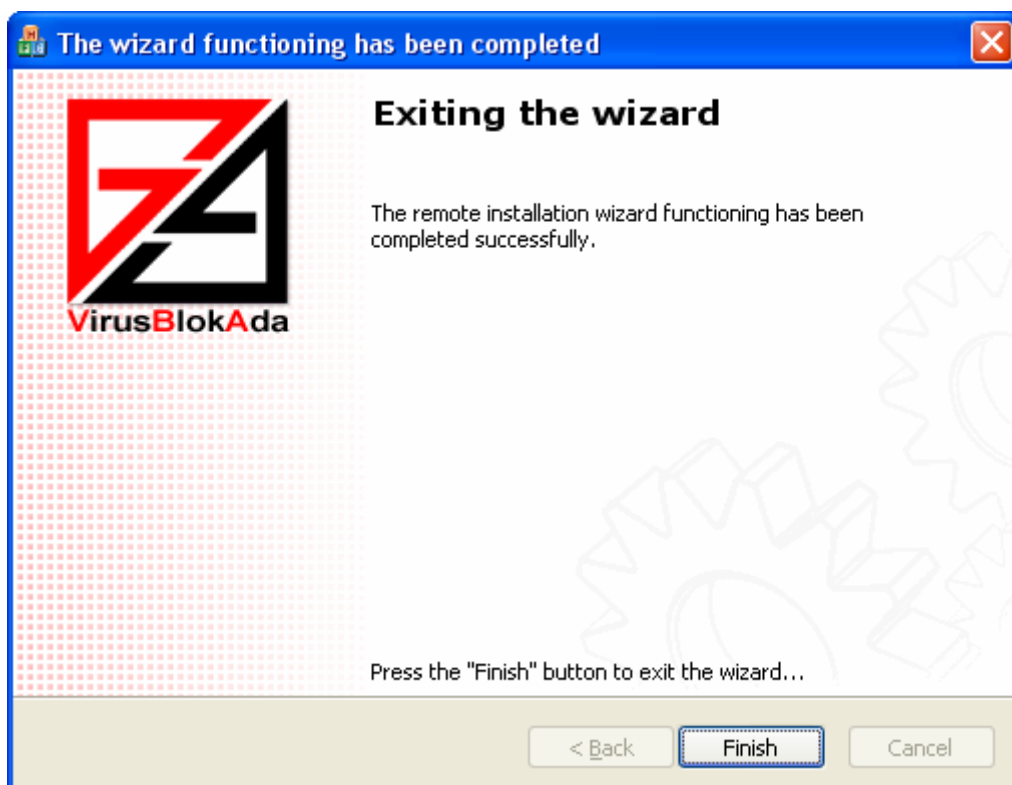 The wizard functioning has been completed
Exiting the wizard
The remote installation wizard functioning has been
completed successfully.
VirusBlokAda
Press the "Finish" button to exit the wizard...
< Back
Finish
Cancel